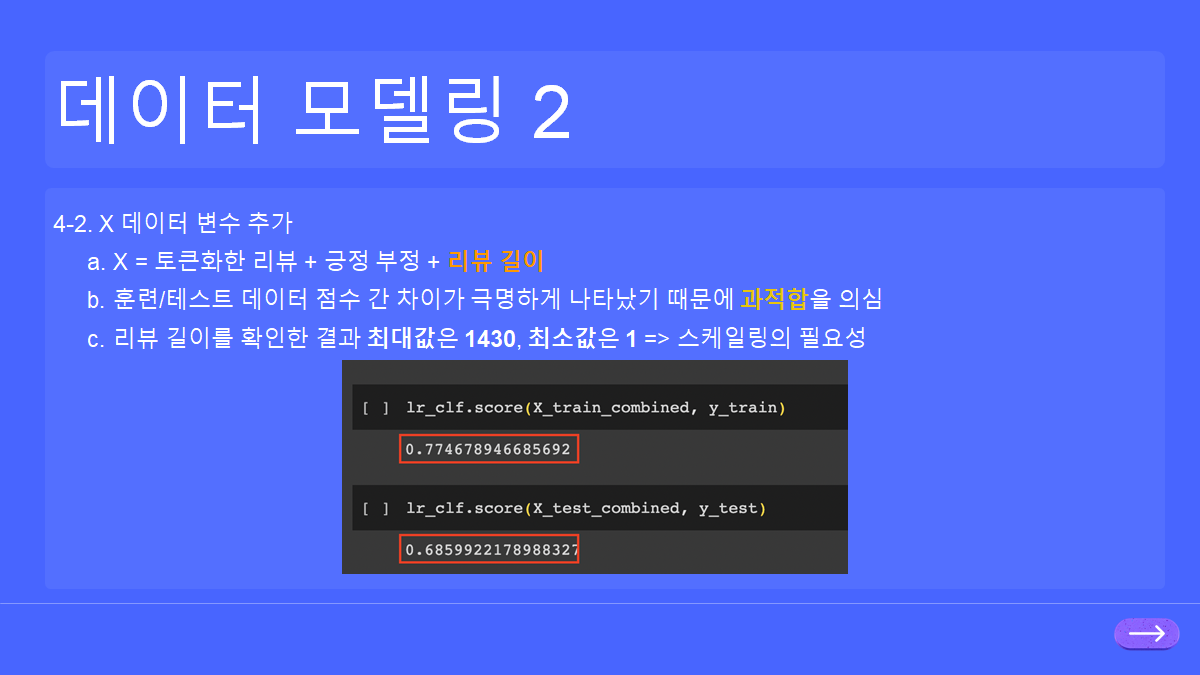 데이터 모델링 2
4-2. X 데이터 변수 추가
a. X = 토큰화한 리뷰 + 긍정 부정 + 리뷰 길이
b. 훈련/테스트 데이터 점수 간 차이가 극명하게 나타났기 때문에 과적합을 의심
c. 리뷰 길이를 확인한 결과 최대값은 1430, 최소값은 1 => 스케일링의 필요성
[ ] lr_clf.score(X_train_combined, y_train)
0.774678946685692
[ ] lr_clf.score(X_test_combined, y_test)
0.6859922178988327